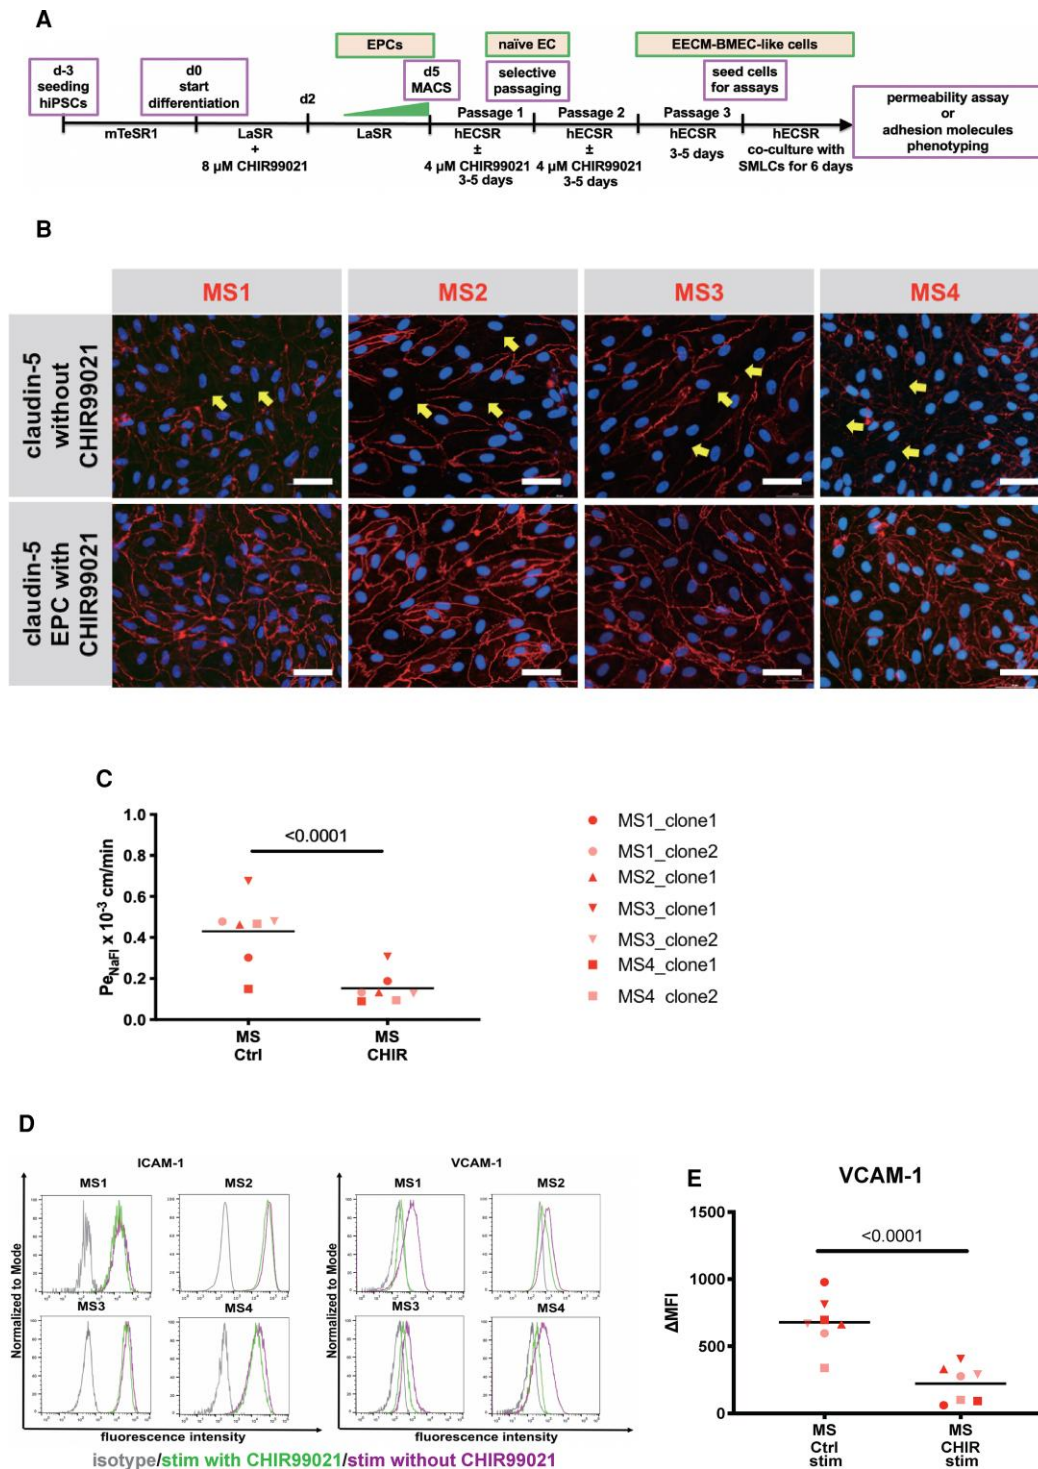 A
EPCs
naïve EC
EECM-BMEC-like cells
d-3
seeding
hiPSCs
d0
start
differentiation
d2
d5
MACS
selective
passaging
seed cells
for assays
permeability assay
or
adhesion molecules
phenotyping
Passage 1
Passage 2
Passage 3
mTeSR1
LaSR
+
8 µM CHIR99021
LaSR
hECSR
±
4 µM CHIR99021
3-5 days
hECSR
±
4 µM CHIR99021
3-5 days
hECSR
3-5 days
hECSR
co-culture with
SMLCs for 6 days
B
MS1
MS2
MS3
MS4
claudin-5
without
CHIR99021
claudin-5
EPC with
CHIR99021
C
Pe_NaFl x 10⁻³ cm/min
1.0
0.8
0.6
0.4
0.2
0.0
<0.0001
MS
Ctrl
MS
CHIR
MS1_clone1
MS1_clone2
MS2_clone1
MS3_clone1
MS3_clone2
MS4_clone1
MS4_clone2
D
ICAM-1
VCAM-1
MS1
MS2
MS1
MS2
MS3
MS4
MS3
MS4
Normalized to Mode
Normalized to Mode
fluorescence intensity
fluorescence intensity
isotype/stim with CHIR99021/stim without CHIR99021
E
VCAM-1
ΔMFI
1500
1000
500
0
<0.0001
MS
Ctrl
stim
MS
CHIR
stim